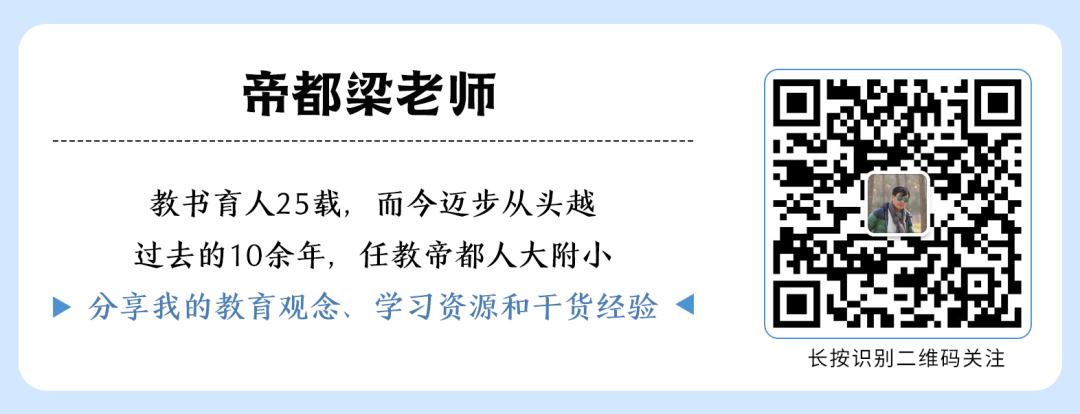 帝都梁老师
教书育人25载，而今迈步从头越
过去的10余年，任教帝都人大附小
分享我的教育观念、学习资源和干货经验
长按识别二维码关注